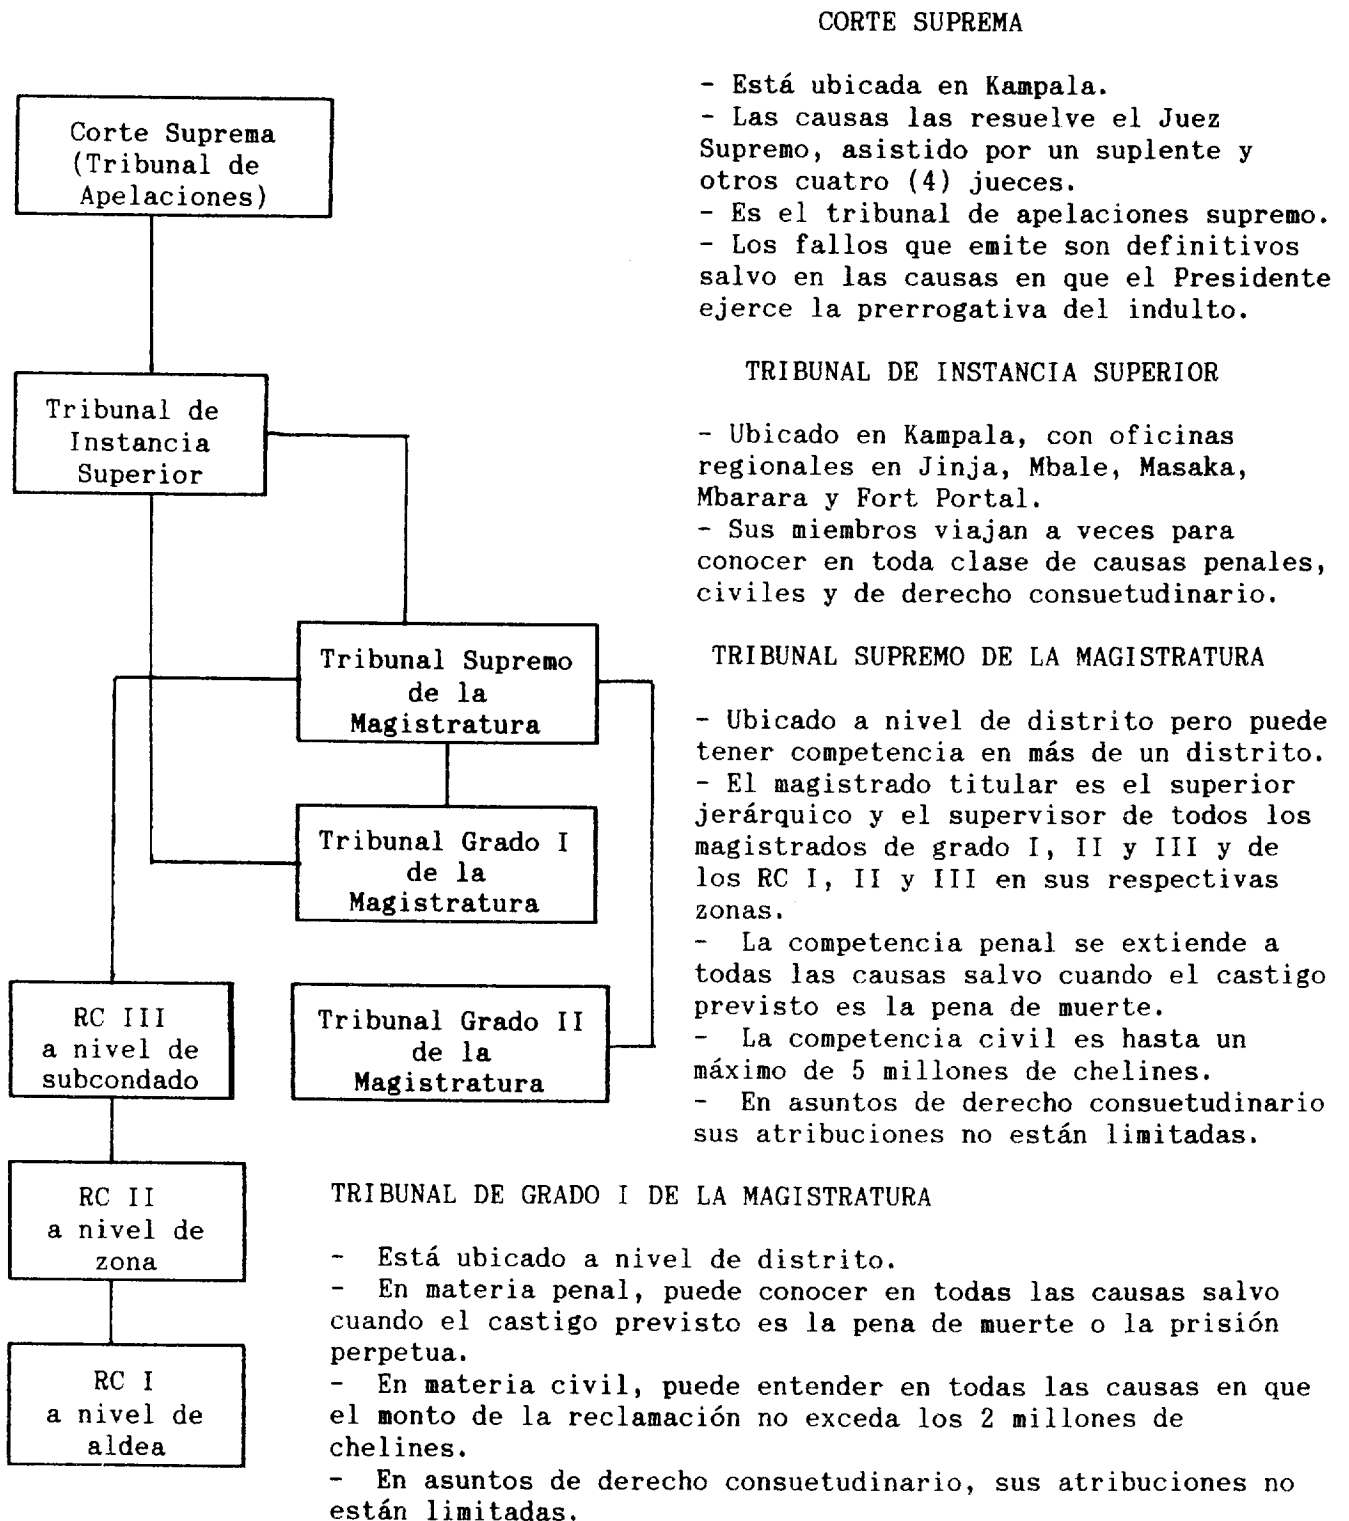 CORTE SUPREMA
- Está ubicada en Kampala.
- Las causas las resuelve el Juez
Supremo, asistido por un suplente y
otros cuatro (4) jueces.
- Es el tribunal de apelaciones supremo.
- Los fallos que emite son definitivos
salvo en las causas en que el Presidente
ejerce la prerrogativa del indulto.
Corte Suprema
(Tribunal de
Apelaciones)
TRIBUNAL DE INSTANCIA SUPERIOR
- Ubicado en Kampala, con oficinas
regionales en Jinja, Mbale, Masaka,
Mbarara y Fort Portal.
- Sus miembros viajan a veces para
conocer en toda clase de causas penales,
civiles y de derecho consuetudinario.
Tribunal de
Instancia
Superior
TRIBUNAL SUPREMO DE LA MAGISTRATURA
- Ubicado a nivel de distrito pero puede
tener competencia en más de un distrito.
- El magistrado titular es el superior
jerárquico y el supervisor de todos los
magistrados de grado I, II y III y de
los RC I, II y III en sus respectivas
zonas.
- La competencia penal se extiende a
todas las causas salvo cuando el castigo
previsto es la pena de muerte.
- La competencia civil es hasta un
máximo de 5 millones de chelines.
- En asuntos de derecho consuetudinario
sus atribuciones no están limitadas.
Tribunal Supremo
de la
Magistratura
Tribunal Grado I
de la
Magistratura
Tribunal Grado II
de la
Magistratura
RC III
a nivel de
subcondado
RC II
a nivel de
zona
RC I
a nivel de
aldea
TRIBUNAL DE GRADO I DE LA MAGISTRATURA
- Está ubicado a nivel de distrito.
- En materia penal, puede conocer en todas las causas salvo
cuando el castigo previsto es la pena de muerte o la prisión
perpetua.
- En materia civil, puede entender en todas las causas en que
el monto de la reclamación no exceda los 2 millones de
chelines.
- En asuntos de derecho consuetudinario, sus atribuciones no
están limitadas.